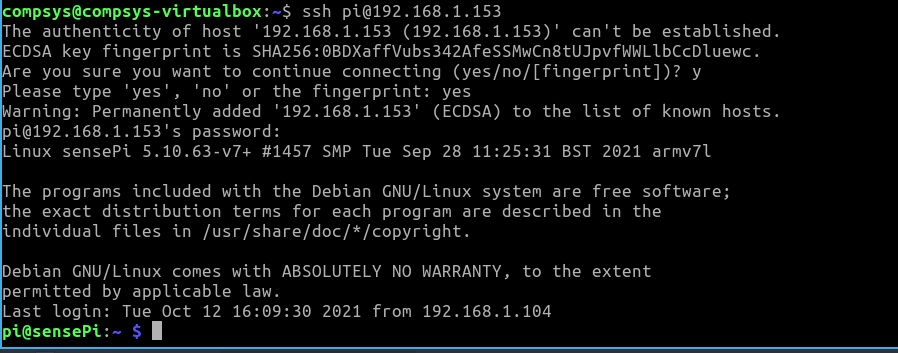 compsys@compsys-virtualbox:~$ ssh pi@192.168.1.153
The authenticity of host '192.168.1.153 (192.168.1.153)' can't be established.
ECDSA key fingerprint is SHA256:0BDXaffVubs342AfeSSMwCn8tUJpvfWWLlbCcDluewc.
Are you sure you want to continue connecting (yes/no/[fingerprint])? y
Please type 'yes', 'no' or the fingerprint: yes
Warning: Permanently added '192.168.1.153' (ECDSA) to the list of known hosts.
pi@192.168.1.153's password:
Linux sensePi 5.10.63-v7+ #1457 SMP Tue Sep 28 11:25:31 BST 2021 armv7l
The programs included with the Debian GNU/Linux system are free software;
the exact distribution terms for each program are described in the
individual files in /usr/share/doc/*/copyright.
Debian GNU/Linux comes with ABSOLUTELY NO WARRANTY, to the extent
permitted by applicable law.
Last login: Tue Oct 12 16:09:30 2021 from 192.168.1.104
pi@sensePi:~ $